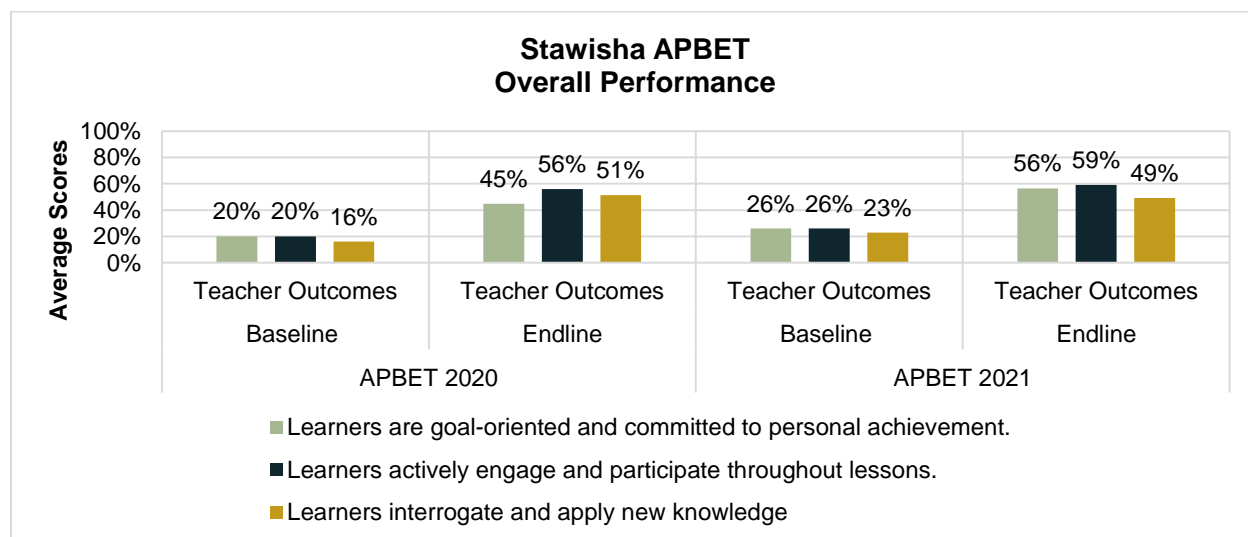 Stawisha APBET
Overall Performance
Average Scores
100%
80%
60%
40%
20%
0%
20% 20% 16%
45% 56% 51%
26% 26% 23%
56% 59% 49%
Teacher Outcomes Teacher Outcomes Teacher Outcomes Teacher Outcomes
Baseline Endline Baseline Endline
APBET 2020 APBET 2021
Learners are goal-oriented and committed to personal achievement.
Learners actively engage and participate throughout lessons.
Learners interrogate and apply new knowledge